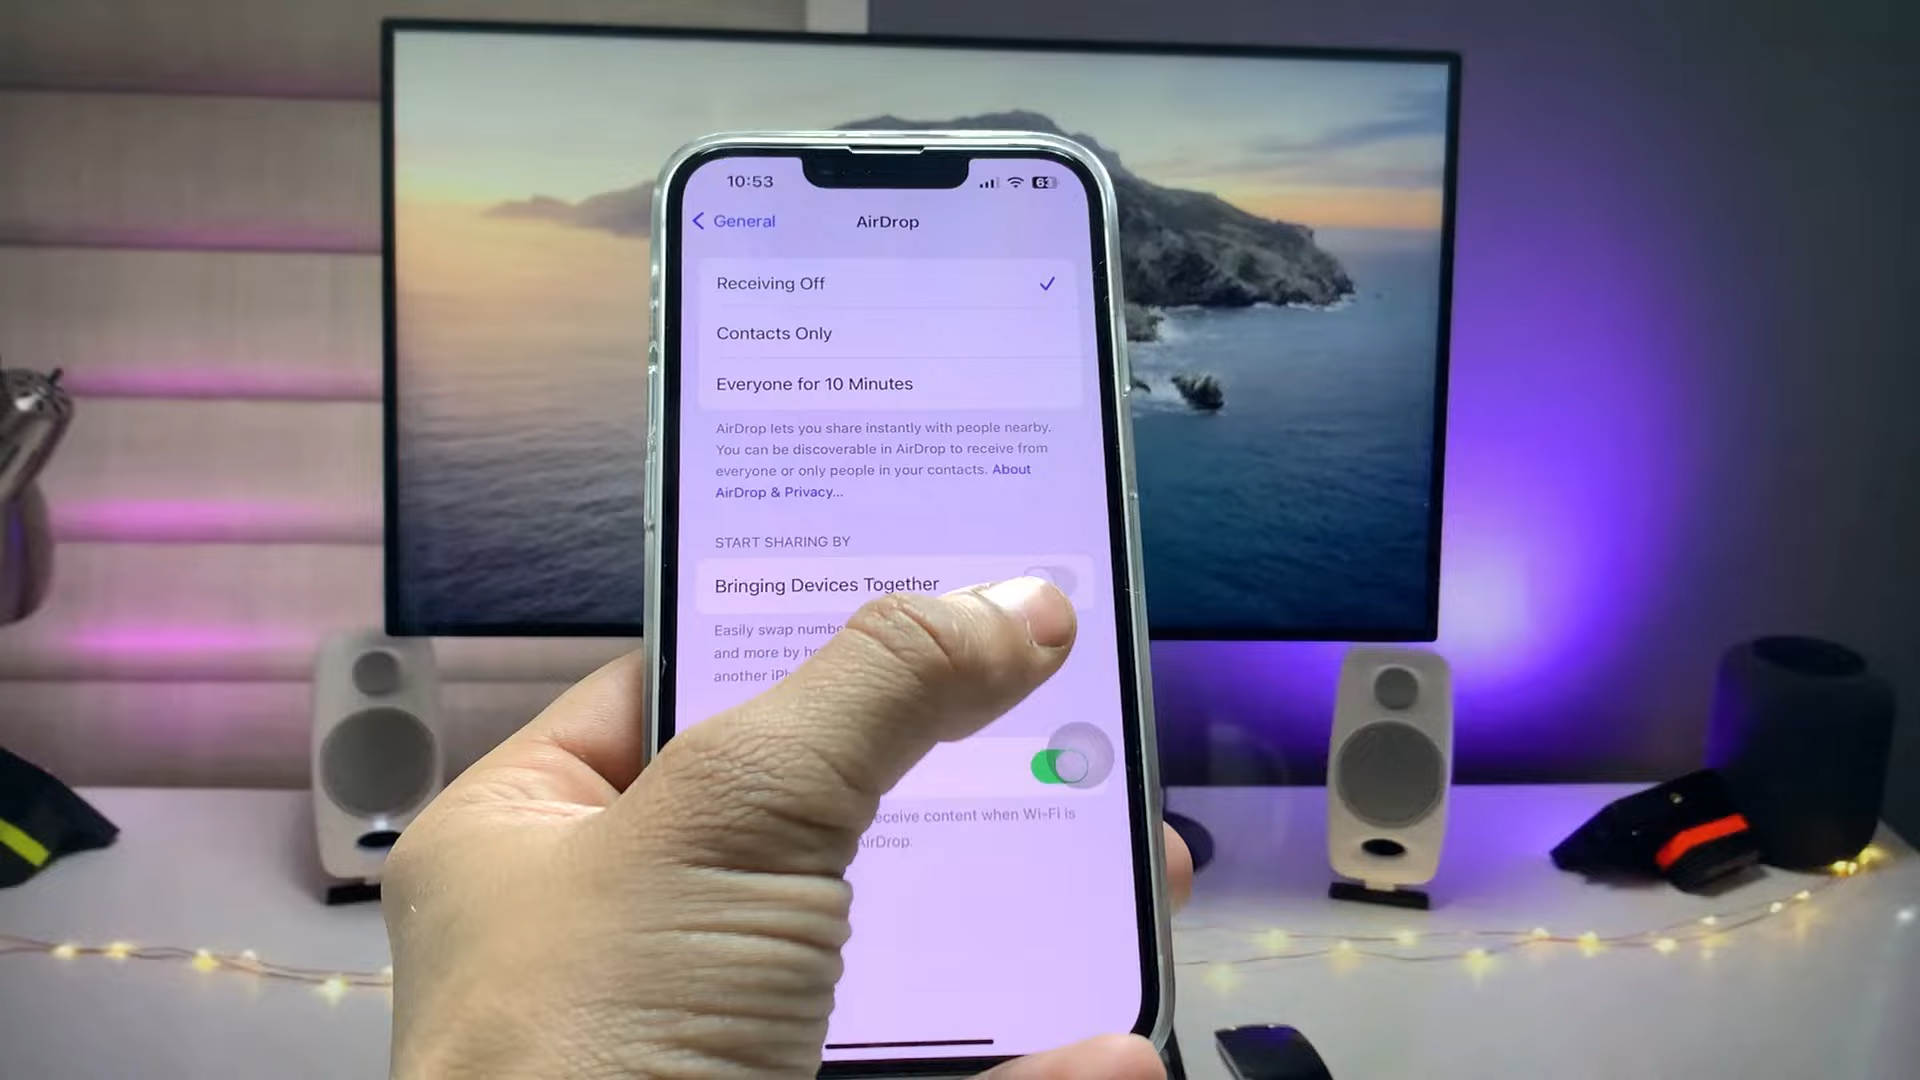 10:53
63
General
AirDrop
Receiving Off
Contacts Only
Everyone for 10 Minutes
AirDrop lets you share instantly with people nearby.
You can be discoverable in AirDrop to receive from
everyone or only people in your contacts. About
AirDrop & Privacy...
START SHARING BY
Bringing Devices Together
Easily swap
and more by
another
content when Wi-Fi is
AirDrop.